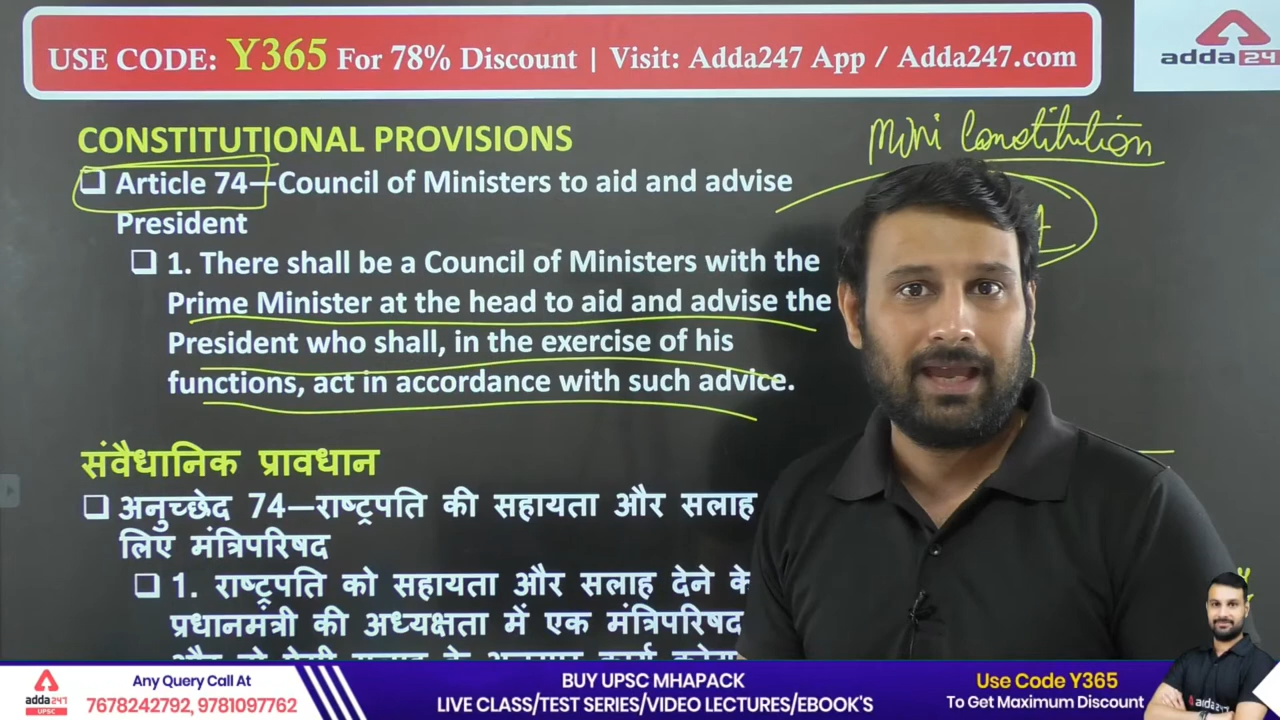 USE CODE: Y365 For 78% Discount | Visit: Adda247 App / Adda247.com
adda24
CONSTITUTIONAL PROVISIONS
Mini Constitution
❑ Article 74—Council of Ministers to aid and advise
President
❑ 1. There shall be a Council of Ministers with the
Prime Minister at the head to aid and advise the
President who shall, in the exercise of his
functions, act in accordance with such advice.
संवैधानिक प्रावधान
❑ अनुच्छेद 74—राष्ट्रपति की सहायता और सलाह
लिए मंत्रिपरिषद
❑ 1. राष्ट्रपति को सहायता और सलाह देने के
प्रधानमंत्री की अध्यक्षता में एक मंत्रिपरिषद
adda247
UPSC
Any Query Call At
7678242792, 9781097762
BUY UPSC MHAPACK
LIVE CLASS/TEST SERIES/VIDEO LECTURES/EBOOK'S
Use Code Y365
To Get Maximum Discount